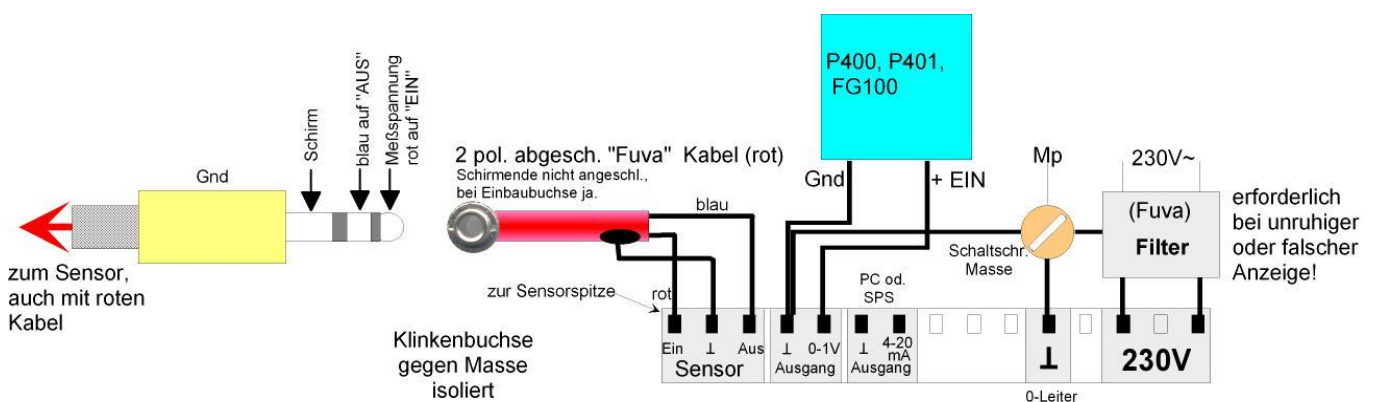 Gnd
Schirm
blau auf "AUS"
Meßspannung
rot auf "EIN"
zum Sensor,
auch mit roten
Kabel
2 pol. abgesch. "Fuva" Kabel (rot)
Schirmende nicht angeschl.,
bei Einbaubuchse ja.
blau
rot
zur Sensorspitze
Klinkenbuchse
gegen Masse
isoliert
P400, P401,
FG100
Gnd
+ EIN
Mp
230V~
(Fuva)
Filter
erforderlich
bei unruhiger
oder falscher
Anzeige!
Schaltschr.
Masse
PC od.
SPS
Ein ⊥ Aus
Sensor
⊥ 0-1V
Ausgang
⊥ 4-20
mA
Ausgang
⊥
0-Leiter
230V